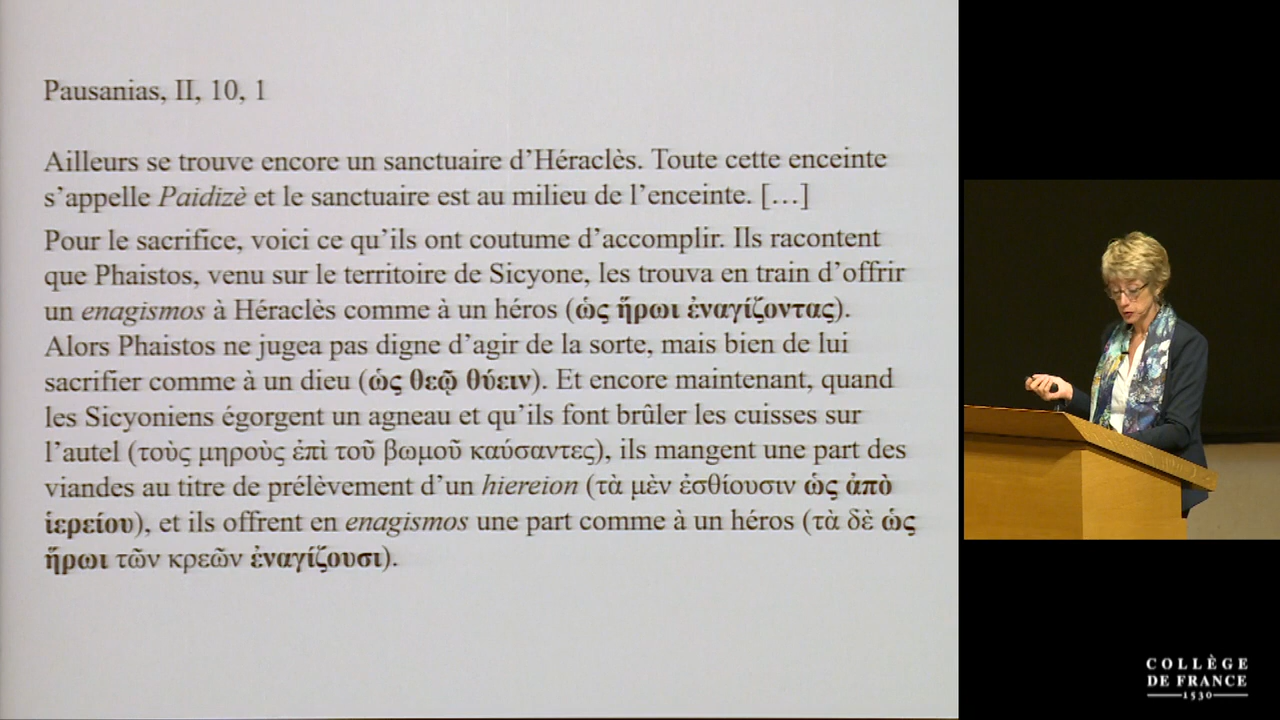 Pausanias, II, 10, 1
Ailleurs se trouve encore un sanctuaire d’Héraclès. Toute cette enceinte
s’appelle Paidizè et le sanctuaire est au milieu de l’enceinte. […]
Pour le sacrifice, voici ce qu’ils ont coutume d’accomplir. Ils racontent
que Phaistos, venu sur le territoire de Sicyone, les trouva en train d’offrir
un enagismos à Héraclès comme à un héros (ὡς ἥρωι ἐναγίζοντας).
Alors Phaistos ne jugea pas digne d’agir de la sorte, mais bien de lui
sacrifier comme à un dieu (ὡς θεῷ θύειν). Et encore maintenant, quand
les Sicyoniens égorgent un agneau et qu’ils font brûler les cuisses sur
l’autel (τοὺς μηροὺς ἐπὶ τοῦ βωμοῦ καύσαντες), ils mangent une part des
viandes au titre de prélèvement d’un hiereion (τὰ μὲν ἐσθίουσιν ὡς ἀπὸ
ἱερείου), et ils offrent en enagismos une part comme à un héros (τὰ δὲ ὡς
ἥρωι τῶν κρεῶν ἐναγίζουσι).
COLLÈGE
DE FRANCE
1530